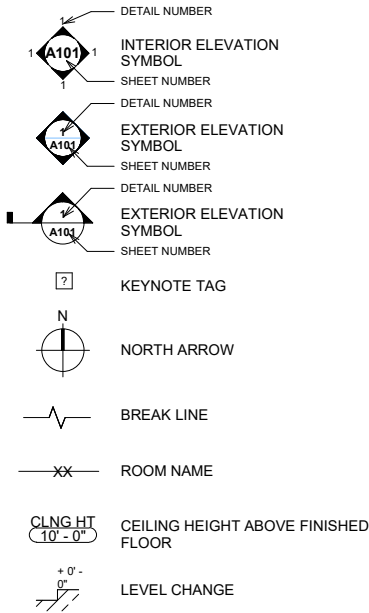 DETAIL NUMBER
1
1 A101 1
1
INTERIOR ELEVATION
SYMBOL
SHEET NUMBER
DETAIL NUMBER
1
A101
EXTERIOR ELEVATION
SYMBOL
SHEET NUMBER
DETAIL NUMBER
1
A101
EXTERIOR ELEVATION
SYMBOL
SHEET NUMBER
?
KEYNOTE TAG
N
NORTH ARROW
BREAK LINE
XX
ROOM NAME
CLNG HT
10' - 0"
CEILING HEIGHT ABOVE FINISHED
FLOOR
+ 0' -
0"
LEVEL CHANGE